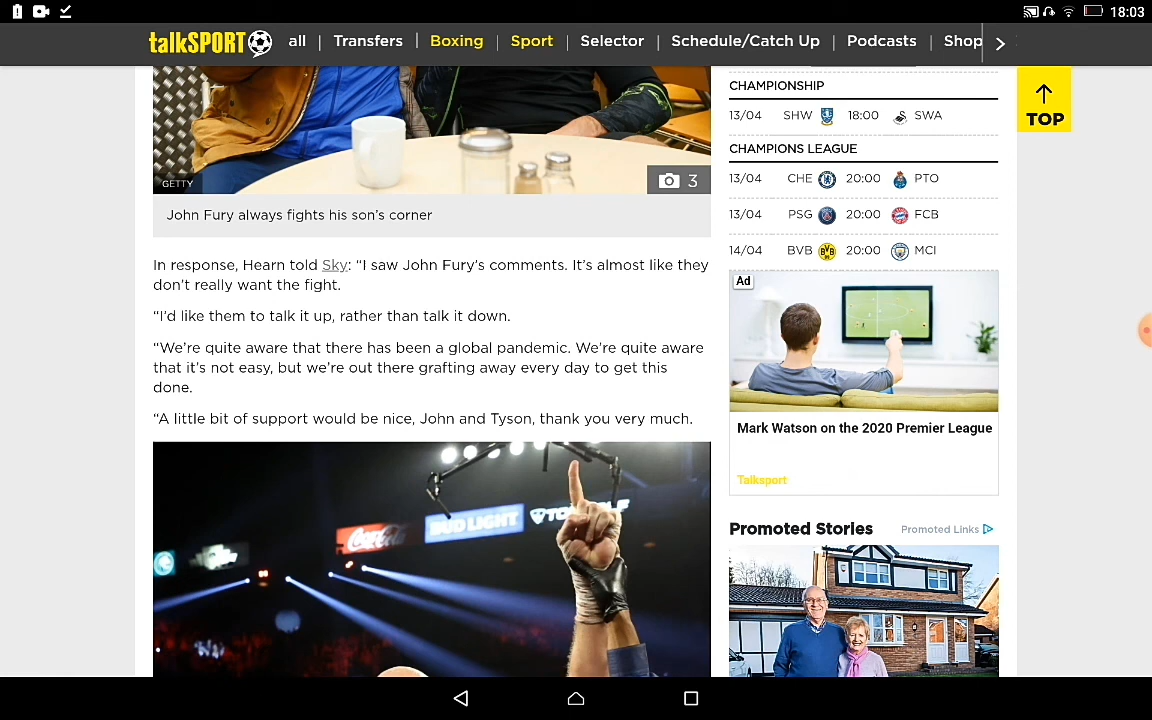 18:03
talkSPORT
all | Transfers | Boxing | Sport | Selector | Schedule/Catch Up | Podcasts | Shop
TOP
GETTY
3
John Fury always fights his son's corner
In response, Hearn told Sky: “I saw John Fury’s comments. It’s almost like they
don’t really want the fight.
“I’d like them to talk it up, rather than talk it down.
“We’re quite aware that there has been a global pandemic. We’re quite aware
that it’s not easy, but we’re out there grafting away every day to get this
done.
“A little bit of support would be nice, John and Tyson, thank you very much.
Coca-Cola
BUD LIGHT
CHAMPIONSHIP
13/04 SHW 18:00 SWA
CHAMPIONS LEAGUE
13/04 CHE 20:00 PTO
13/04 PSG 20:00 FCB
14/04 BVB 20:00 MCI
Ad
Mark Watson on the 2020 Premier League
Talksport
Promoted Stories
Promoted Links